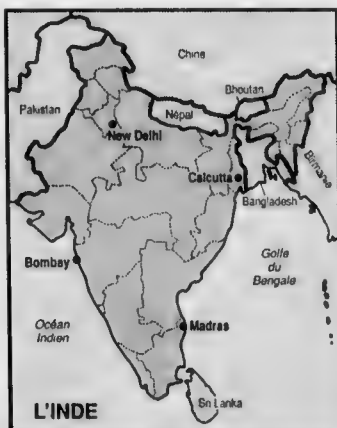 Chine
Pakistan
Bhoutan
Népal
New Delhi
Birmanie
Calcutta
Bangladesh
Bombay
Golfe
du
Bengale
Océan
Indien
Madras
L'INDE
Sri Lanka